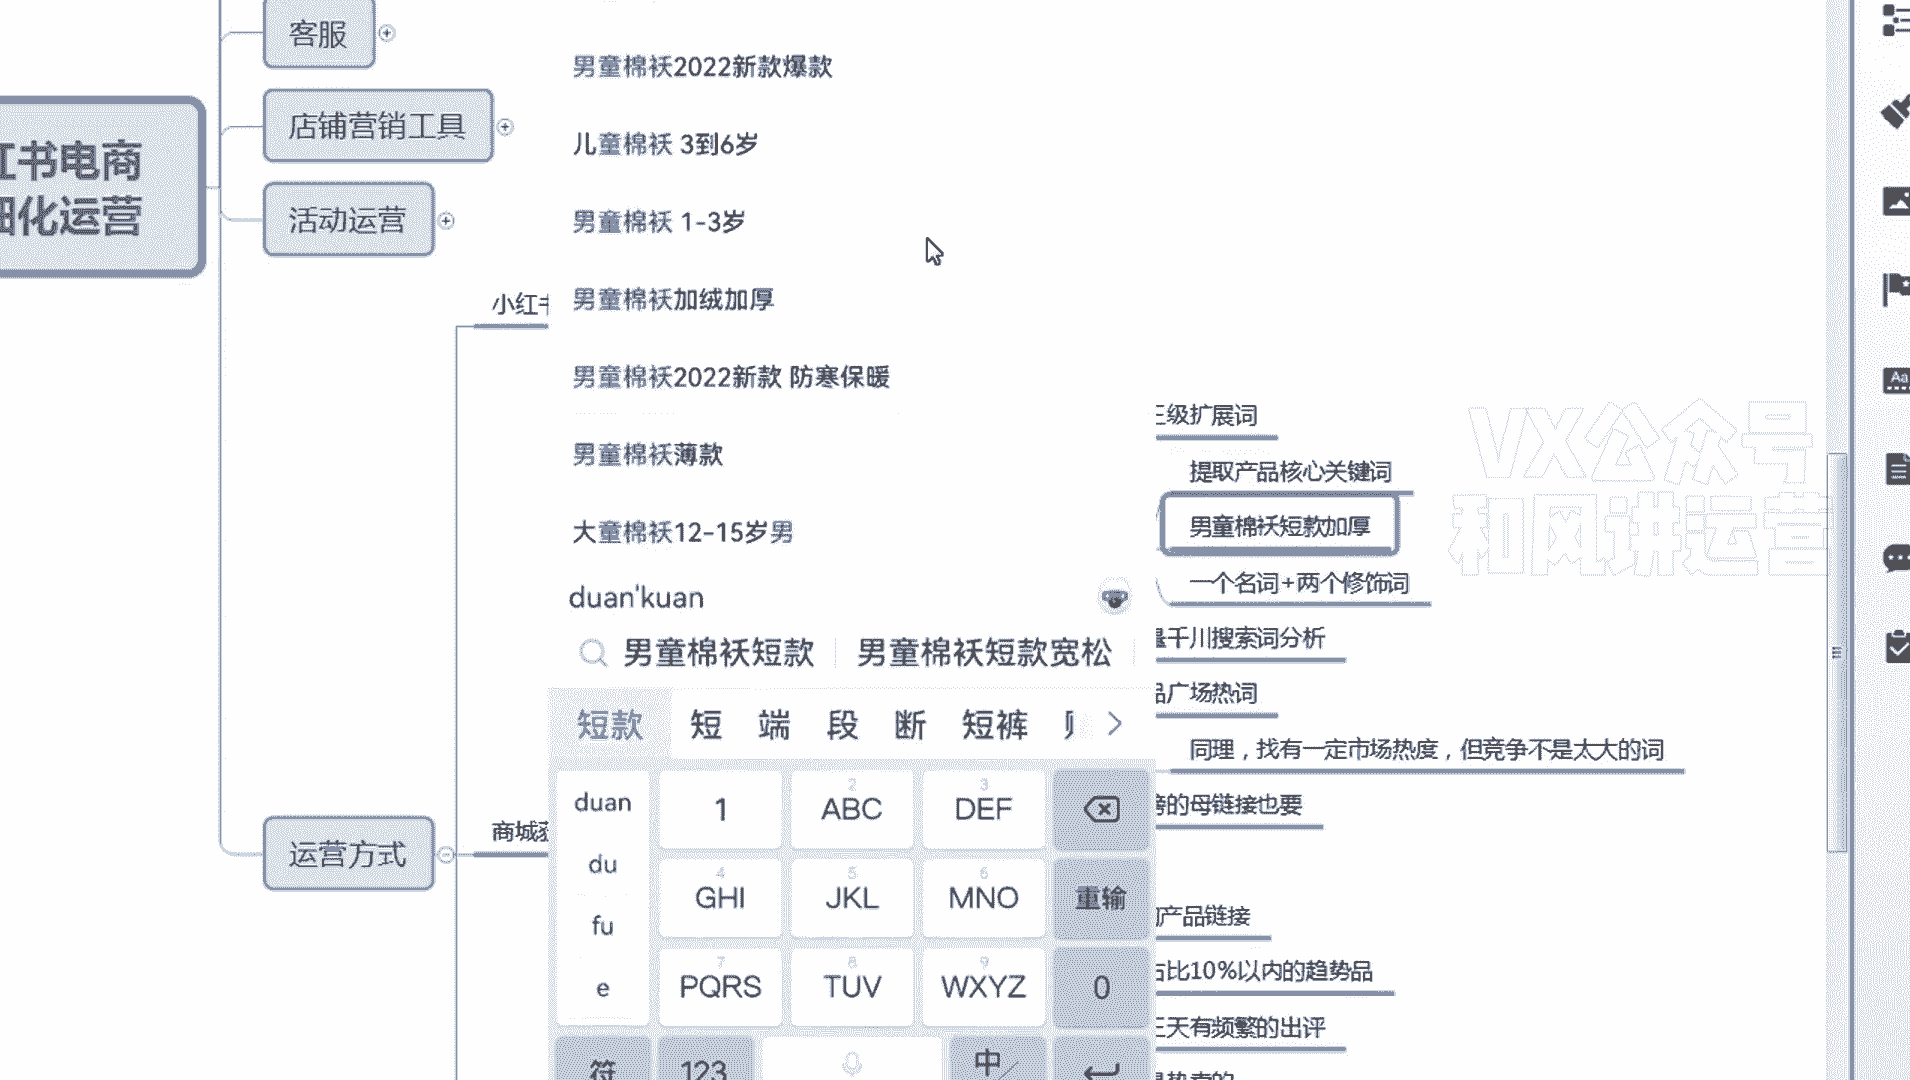 客服
店铺营销工具
红书电商
细化运营
活动运营
小红书
运营方式
商城
男童棉袄2022新款爆款
儿童棉袄 3到6岁
男童棉袄 1-3岁
男童棉袄加绒加厚
男童棉袄2022新款 防寒保暖
男童棉袄薄款
大童棉袄12-15岁男
duan'kuan
男童棉袄短款
男童棉袄短款宽松
短款 短 端 段 断 短裤
duan
du
fu
e
1
2 ABC
3 DEF
4 GHI
5 JKL
6 MNO
重输
7 PQRS
8 TUV
9 WXYZ
0
符
123
中
三级扩展词
提取产品核心关键词
男童棉袄短款加厚
一个名词+两个修饰词
千川搜索词分析
品广场热词
同理，找有一定市场热度，但竞争不是太大的词
的母链接也要
产品链接
占比10%以内的趋势品
三天有频繁的出评
VX公众号
和风讲运营
Aa